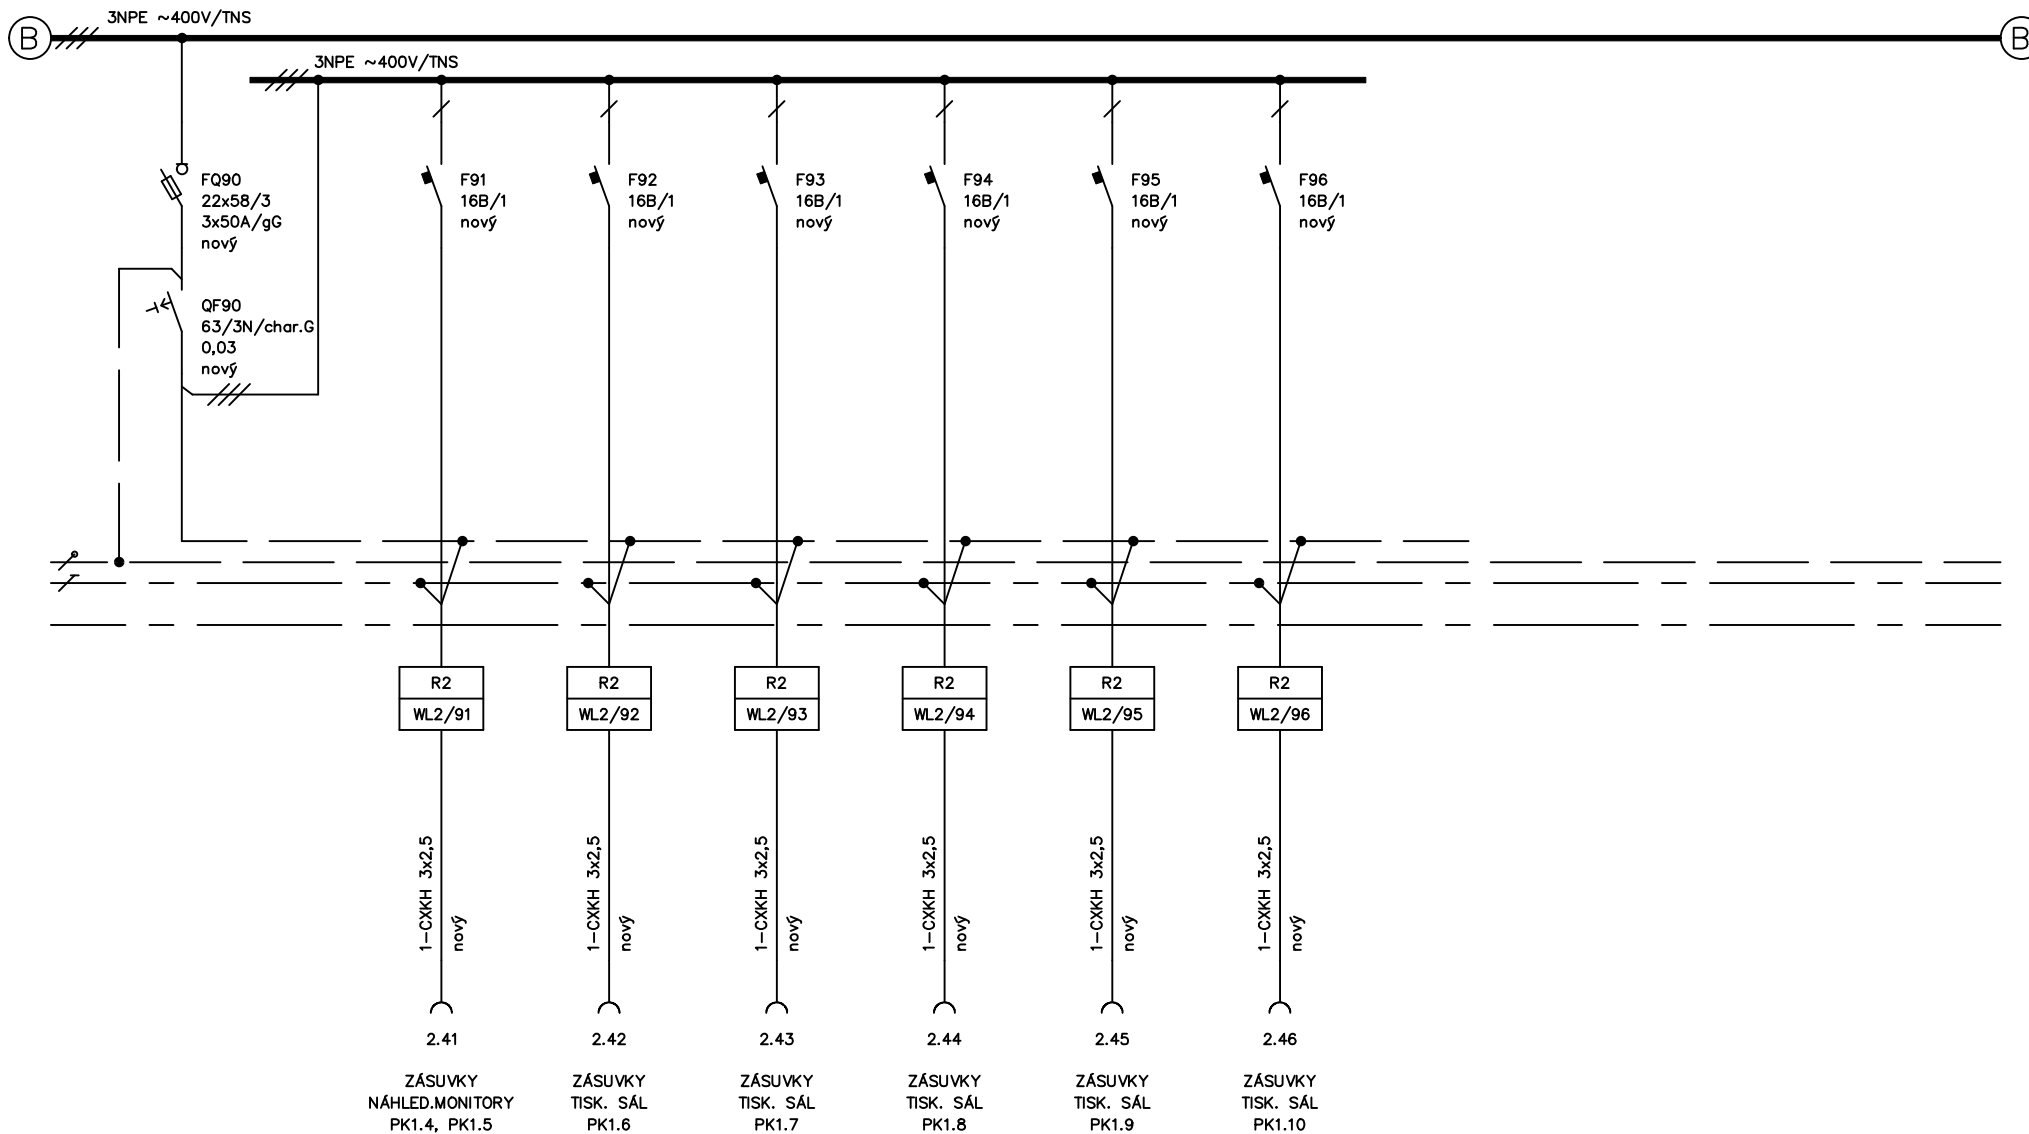 B
3NPE ~400V/TNS
B
3NPE ~400V/TNS
FQ90
22x58/3
3x50A/gG
nový
QF90
63/3N/char.G
0,03
nový
F91
16B/1
nový
F92
16B/1
nový
F93
16B/1
nový
F94
16B/1
nový
F95
16B/1
nový
F96
16B/1
nový
R2
WL2/91
R2
WL2/92
R2
WL2/93
R2
WL2/94
R2
WL2/95
R2
WL2/96
1-CXKH 3x2,5
nový
1-CXKH 3x2,5
nový
1-CXKH 3x2,5
nový
1-CXKH 3x2,5
nový
1-CXKH 3x2,5
nový
1-CXKH 3x2,5
nový
2.41
ZÁSUVKY
NÁHLED.MONITORY
PK1.4, PK1.5
2.42
ZÁSUVKY
TISK. SÁL
PK1.6
2.43
ZÁSUVKY
TISK. SÁL
PK1.7
2.44
ZÁSUVKY
TISK. SÁL
PK1.8
2.45
ZÁSUVKY
TISK. SÁL
PK1.9
2.46
ZÁSUVKY
TISK. SÁL
PK1.10